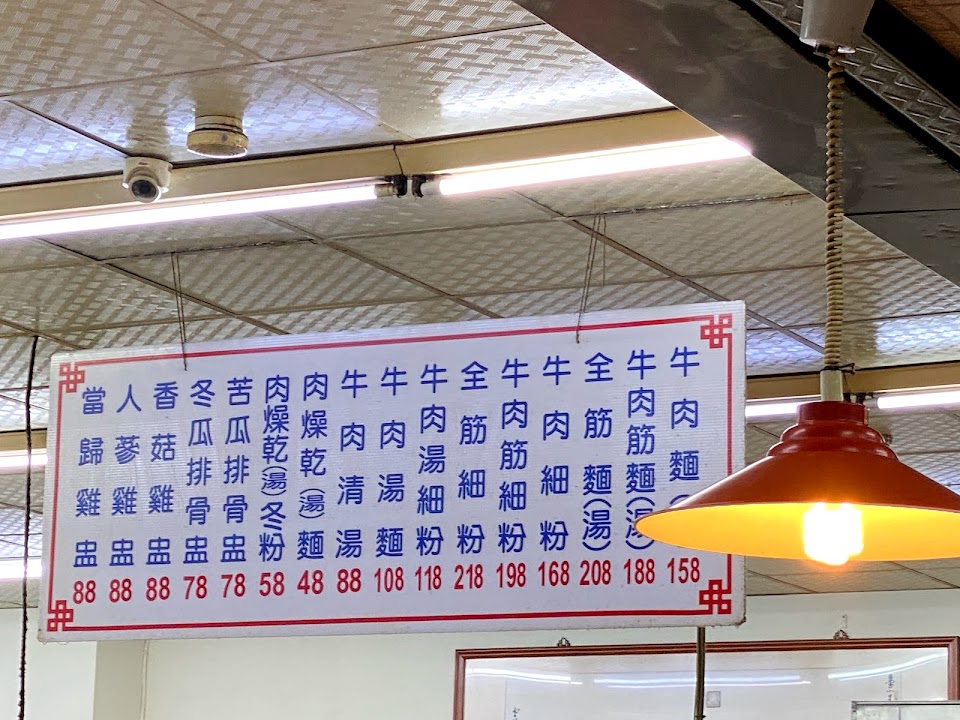 牛肉麵( 158
牛肉筋麵(湯) 188
全筋麵(湯) 208
牛肉細粉 168
牛肉筋細粉 198
全筋細粉 218
牛肉湯細粉 118
牛肉湯麵 108
牛肉清湯 88
肉燥乾(湯)麵 48
肉燥乾(湯)冬粉 58
苦瓜排骨盅 78
冬瓜排骨盅 78
香菇雞盅 88
人蔘雞盅 88
當歸雞盅 88